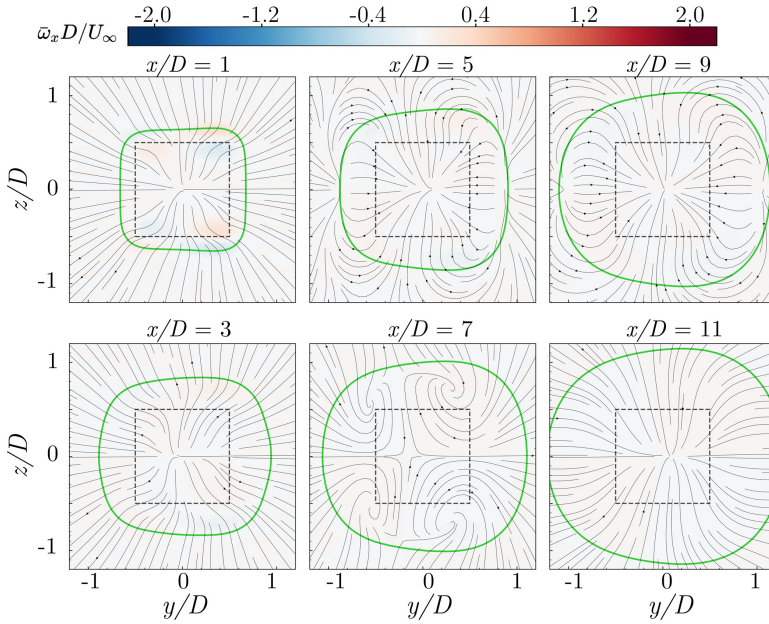 ω̄ₓD/U∞
-2.0 -1.2 -0.4 0.4 1.2 2.0
x/D = 1 x/D = 5 x/D = 9
z/D
1
0
-1
x/D = 3 x/D = 7 x/D = 11
z/D
1
0
-1
-1 0 1 -1 0 1 -1 0 1
y/D y/D y/D